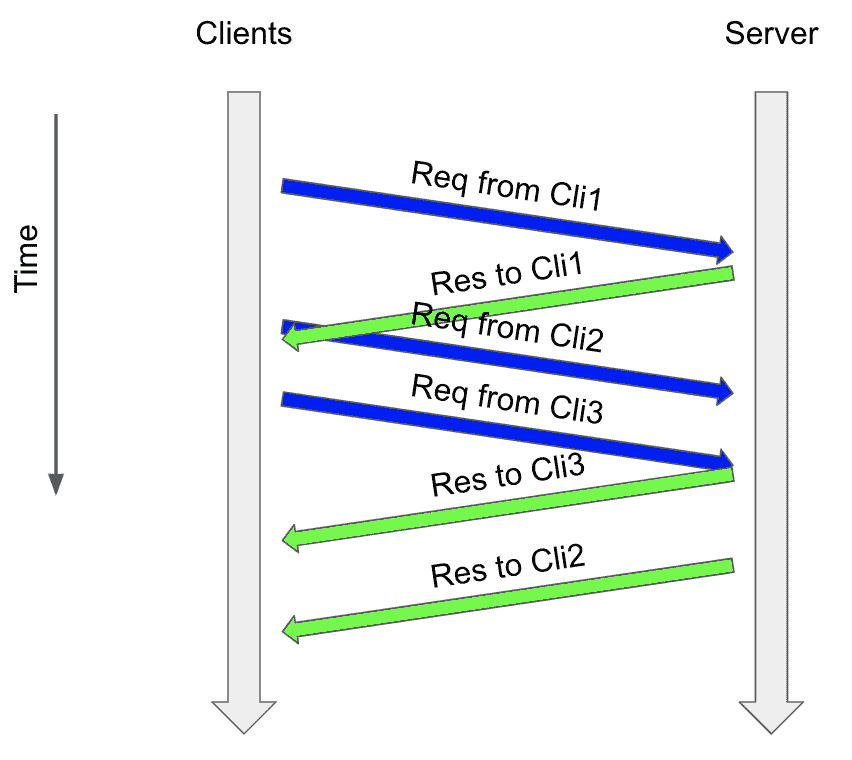 Clients
Server
Time
Req from Cli1
Res to Cli1
Req from Cli2
Req from Cli3
Res to Cli3
Res to Cli2